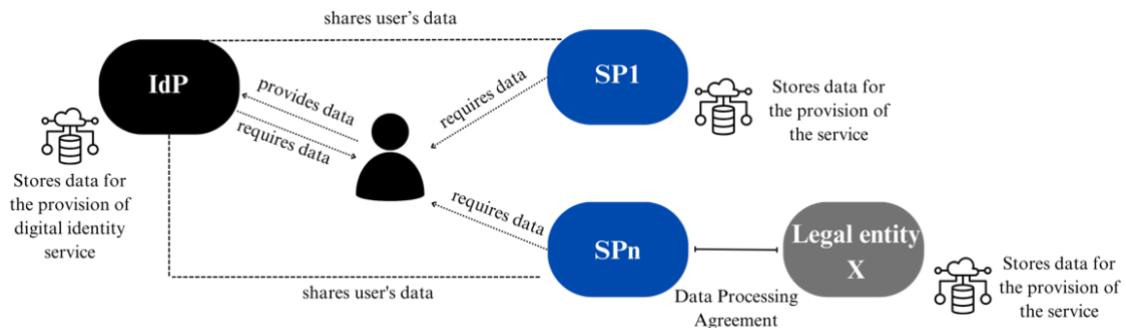 shares user's data
IdP
provides data
requires data
requires data
SP1
Stores data for
the provision of
the service
Stores data for
the provision of
digital identity
service
requires data
SPn
Legal entity
X
Stores data for
the provision of
the service
shares user's data
Data Processing
Agreement